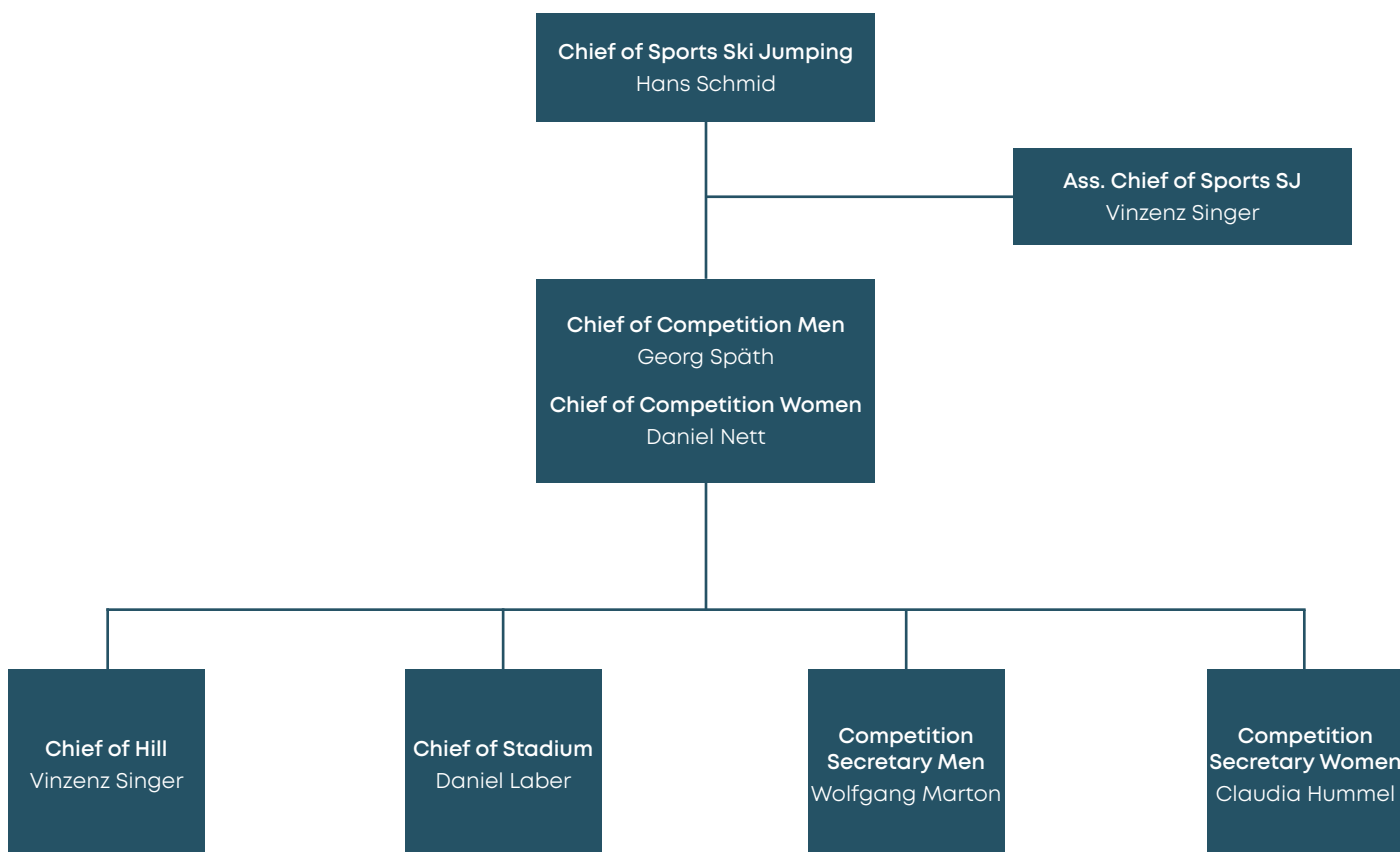 Chief of Sports Ski Jumping
Hans Schmid
Ass. Chief of Sports SJ
Vinzenz Singer
Chief of Competition Men
Georg Späth
Chief of Competition Women
Daniel Nett
Chief of Hill
Vinzenz Singer
Chief of Stadium
Daniel Laber
Competition
Secretary Men
Wolfgang Marton
Competition
Secretary Women
Claudia Hummel